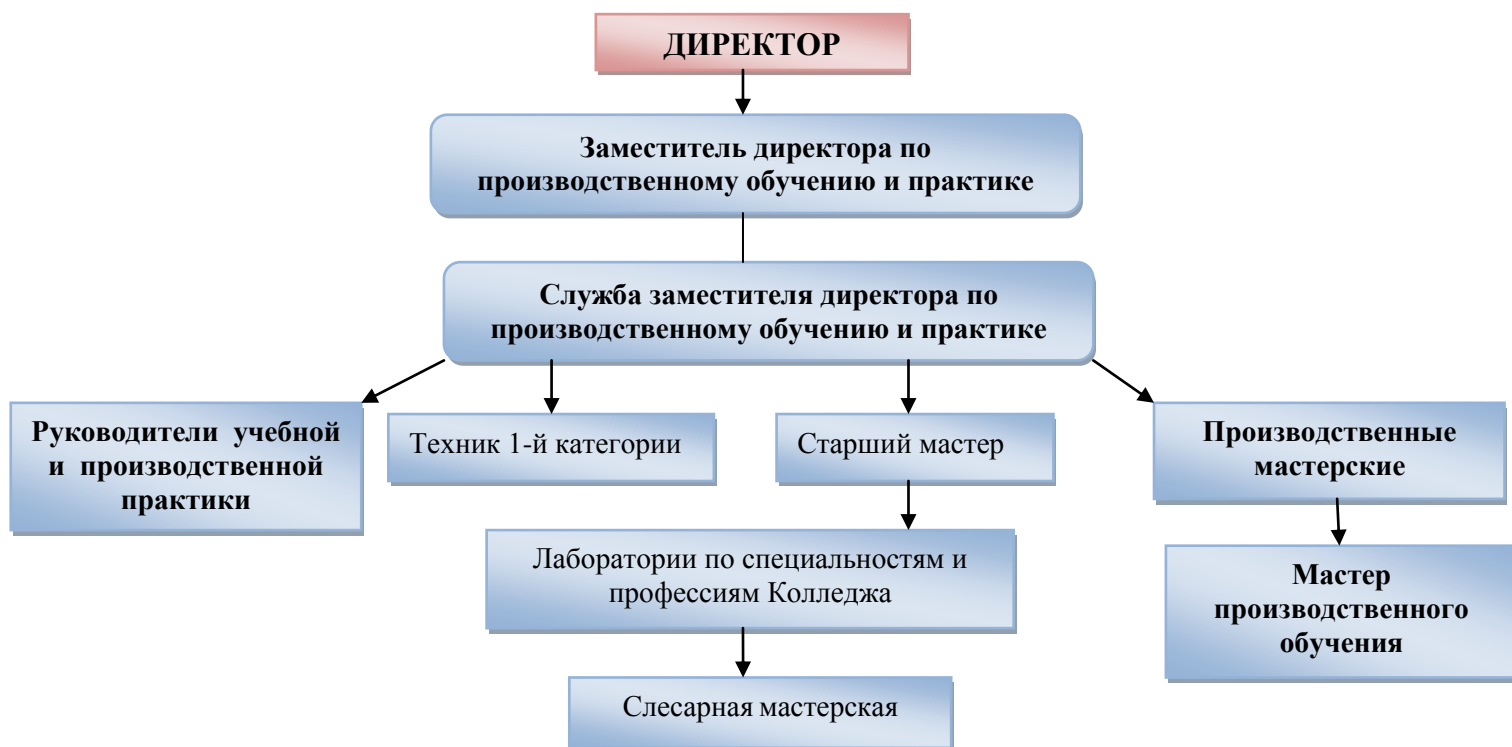 ДИРЕКТОР
Заместитель директора по
производственному обучению и практике
Служба заместителя директора по
производственному обучению и практике
Руководители учебной
и производственной
практики
Техник 1-й категории
Старший мастер
Производственные
мастерские
Лаборатории по специальностям и
профессиям Колледжа
Мастер
производственного
обучения
Слесарная мастерская